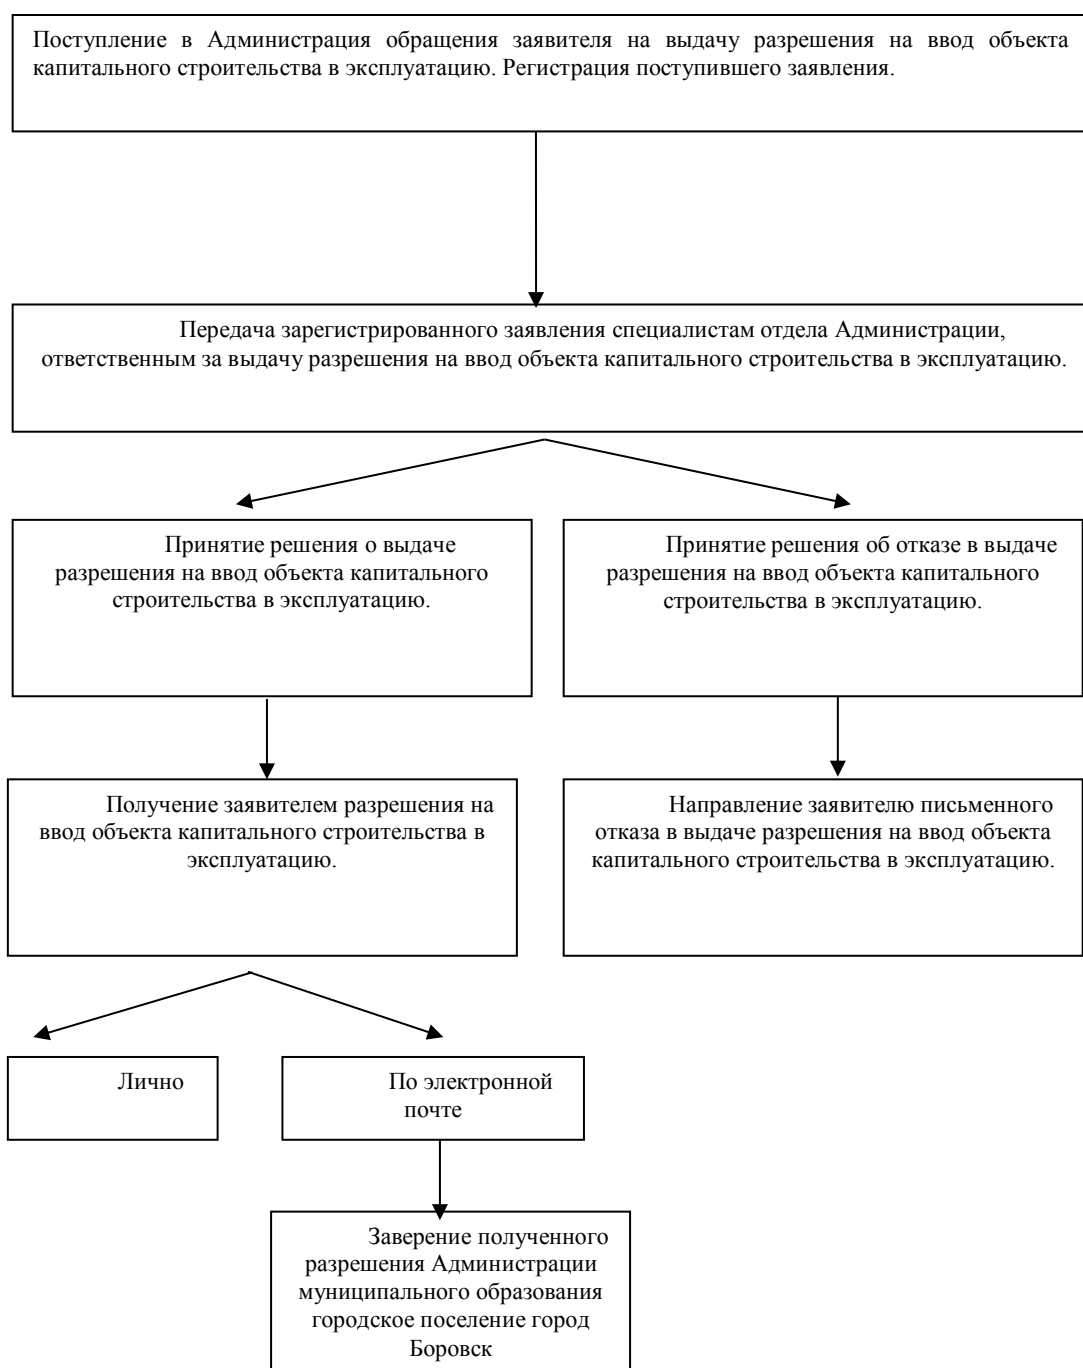 Поступление в Администрация обращения заявителя на выдачу разрешения на ввод объекта
капитального строительства в эксплуатацию. Регистрация поступившего заявления.
Передача зарегистрированного заявления специалистам отдела Администрации,
ответственным за выдачу разрешения на ввод объекта капитального строительства в эксплуатацию.
Принятие решения о выдаче
разрешения на ввод объекта капитального
строительства в эксплуатацию.
Принятие решения об отказе в выдаче
разрешения на ввод объекта капитального
строительства в эксплуатацию.
Получение заявителем разрешения на
ввод объекта капитального строительства в
эксплуатацию.
Направление заявителю письменного
отказа в выдаче разрешения на ввод объекта
капитального строительства в эксплуатацию.
Лично
По электронной
почте
Заверение полученного
разрешения Администрации
муниципального образования
городское поселение город
Боровск